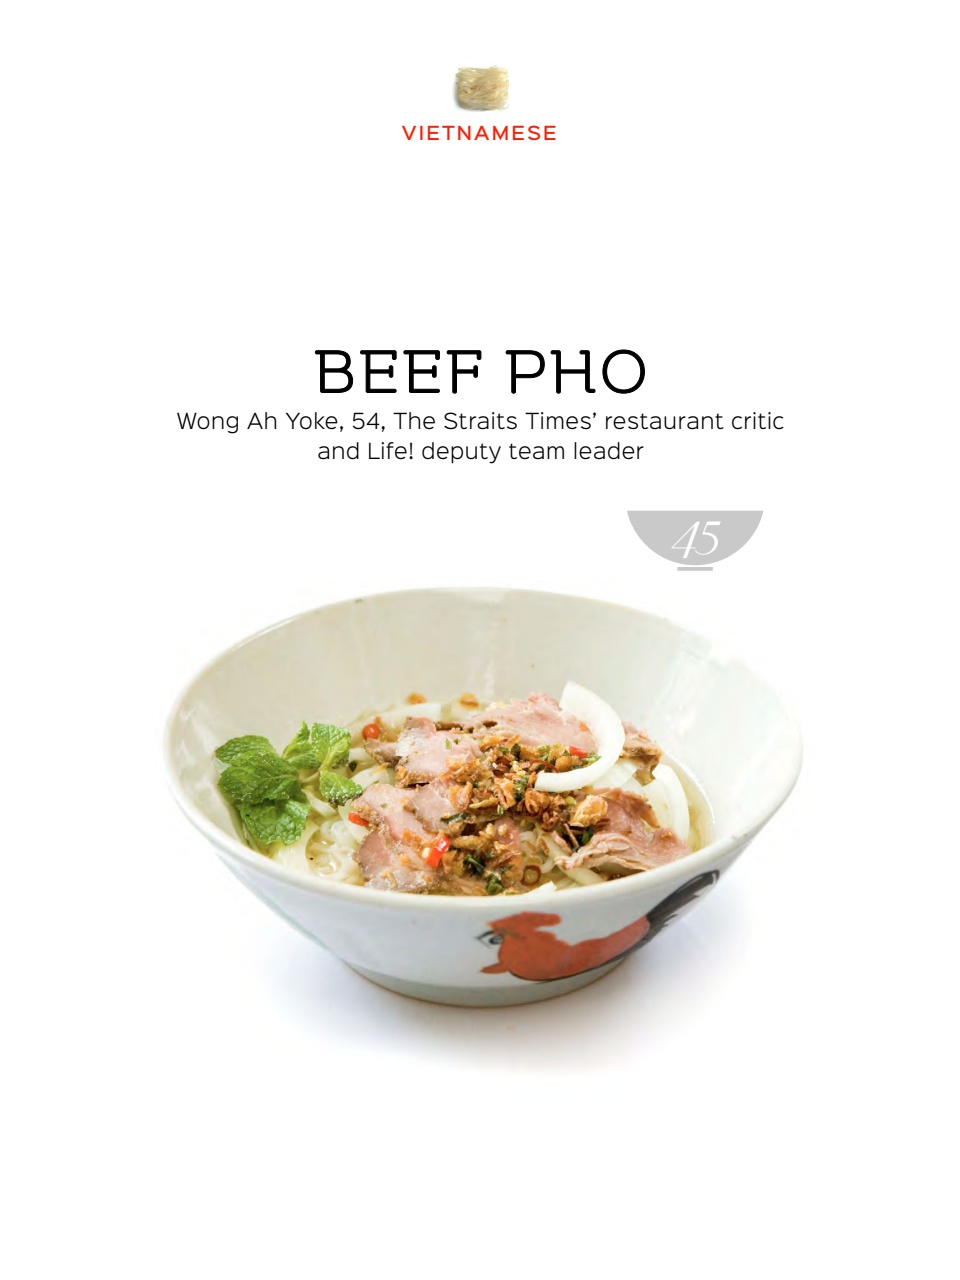 VIETNAMESE
BEEF PHO
Wong Ah Yoke, 54, The Straits Times’ restaurant critic
and Life! deputy team leader
45